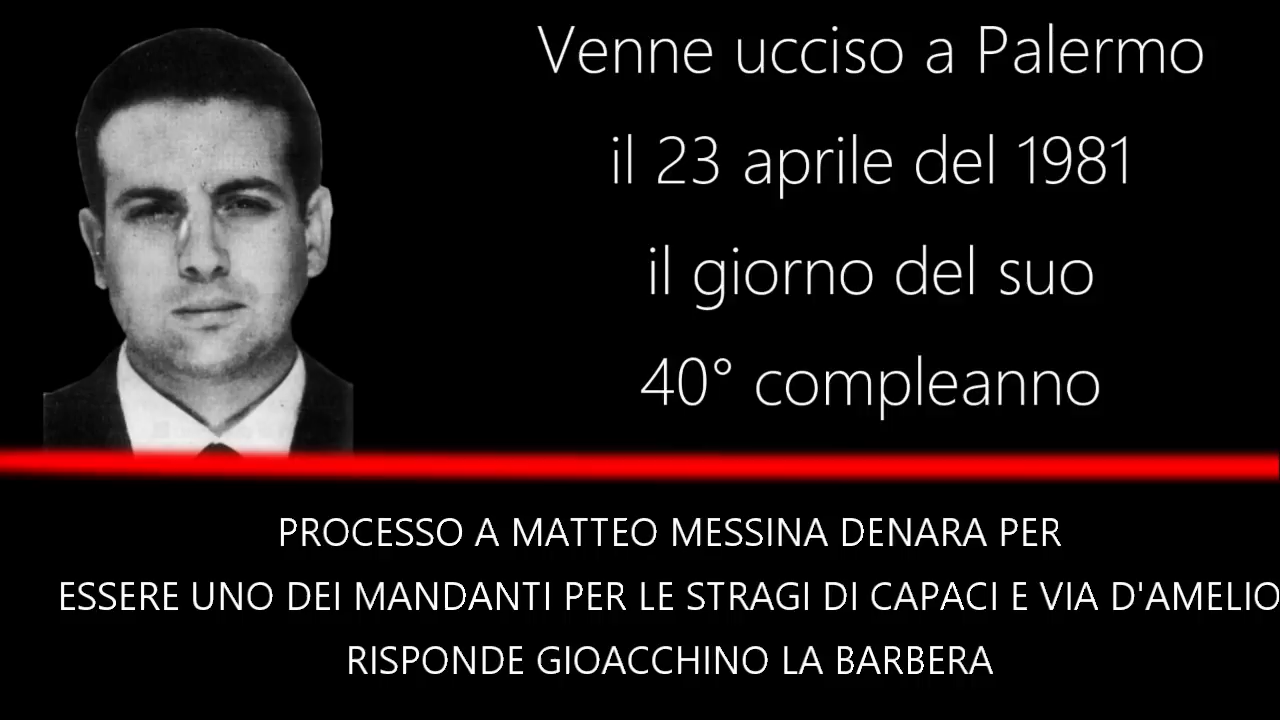 Venne ucciso a Palermo
il 23 aprile del 1981
il giorno del suo
40° compleanno
PROCESSO A MATTEO MESSINA DENARA PER
ESSERE UNO DEI MANDANTI PER LE STRAGI DI CAPACI E VIA D'AMELIO
RISPONDE GIOACCHINO LA BARBERA